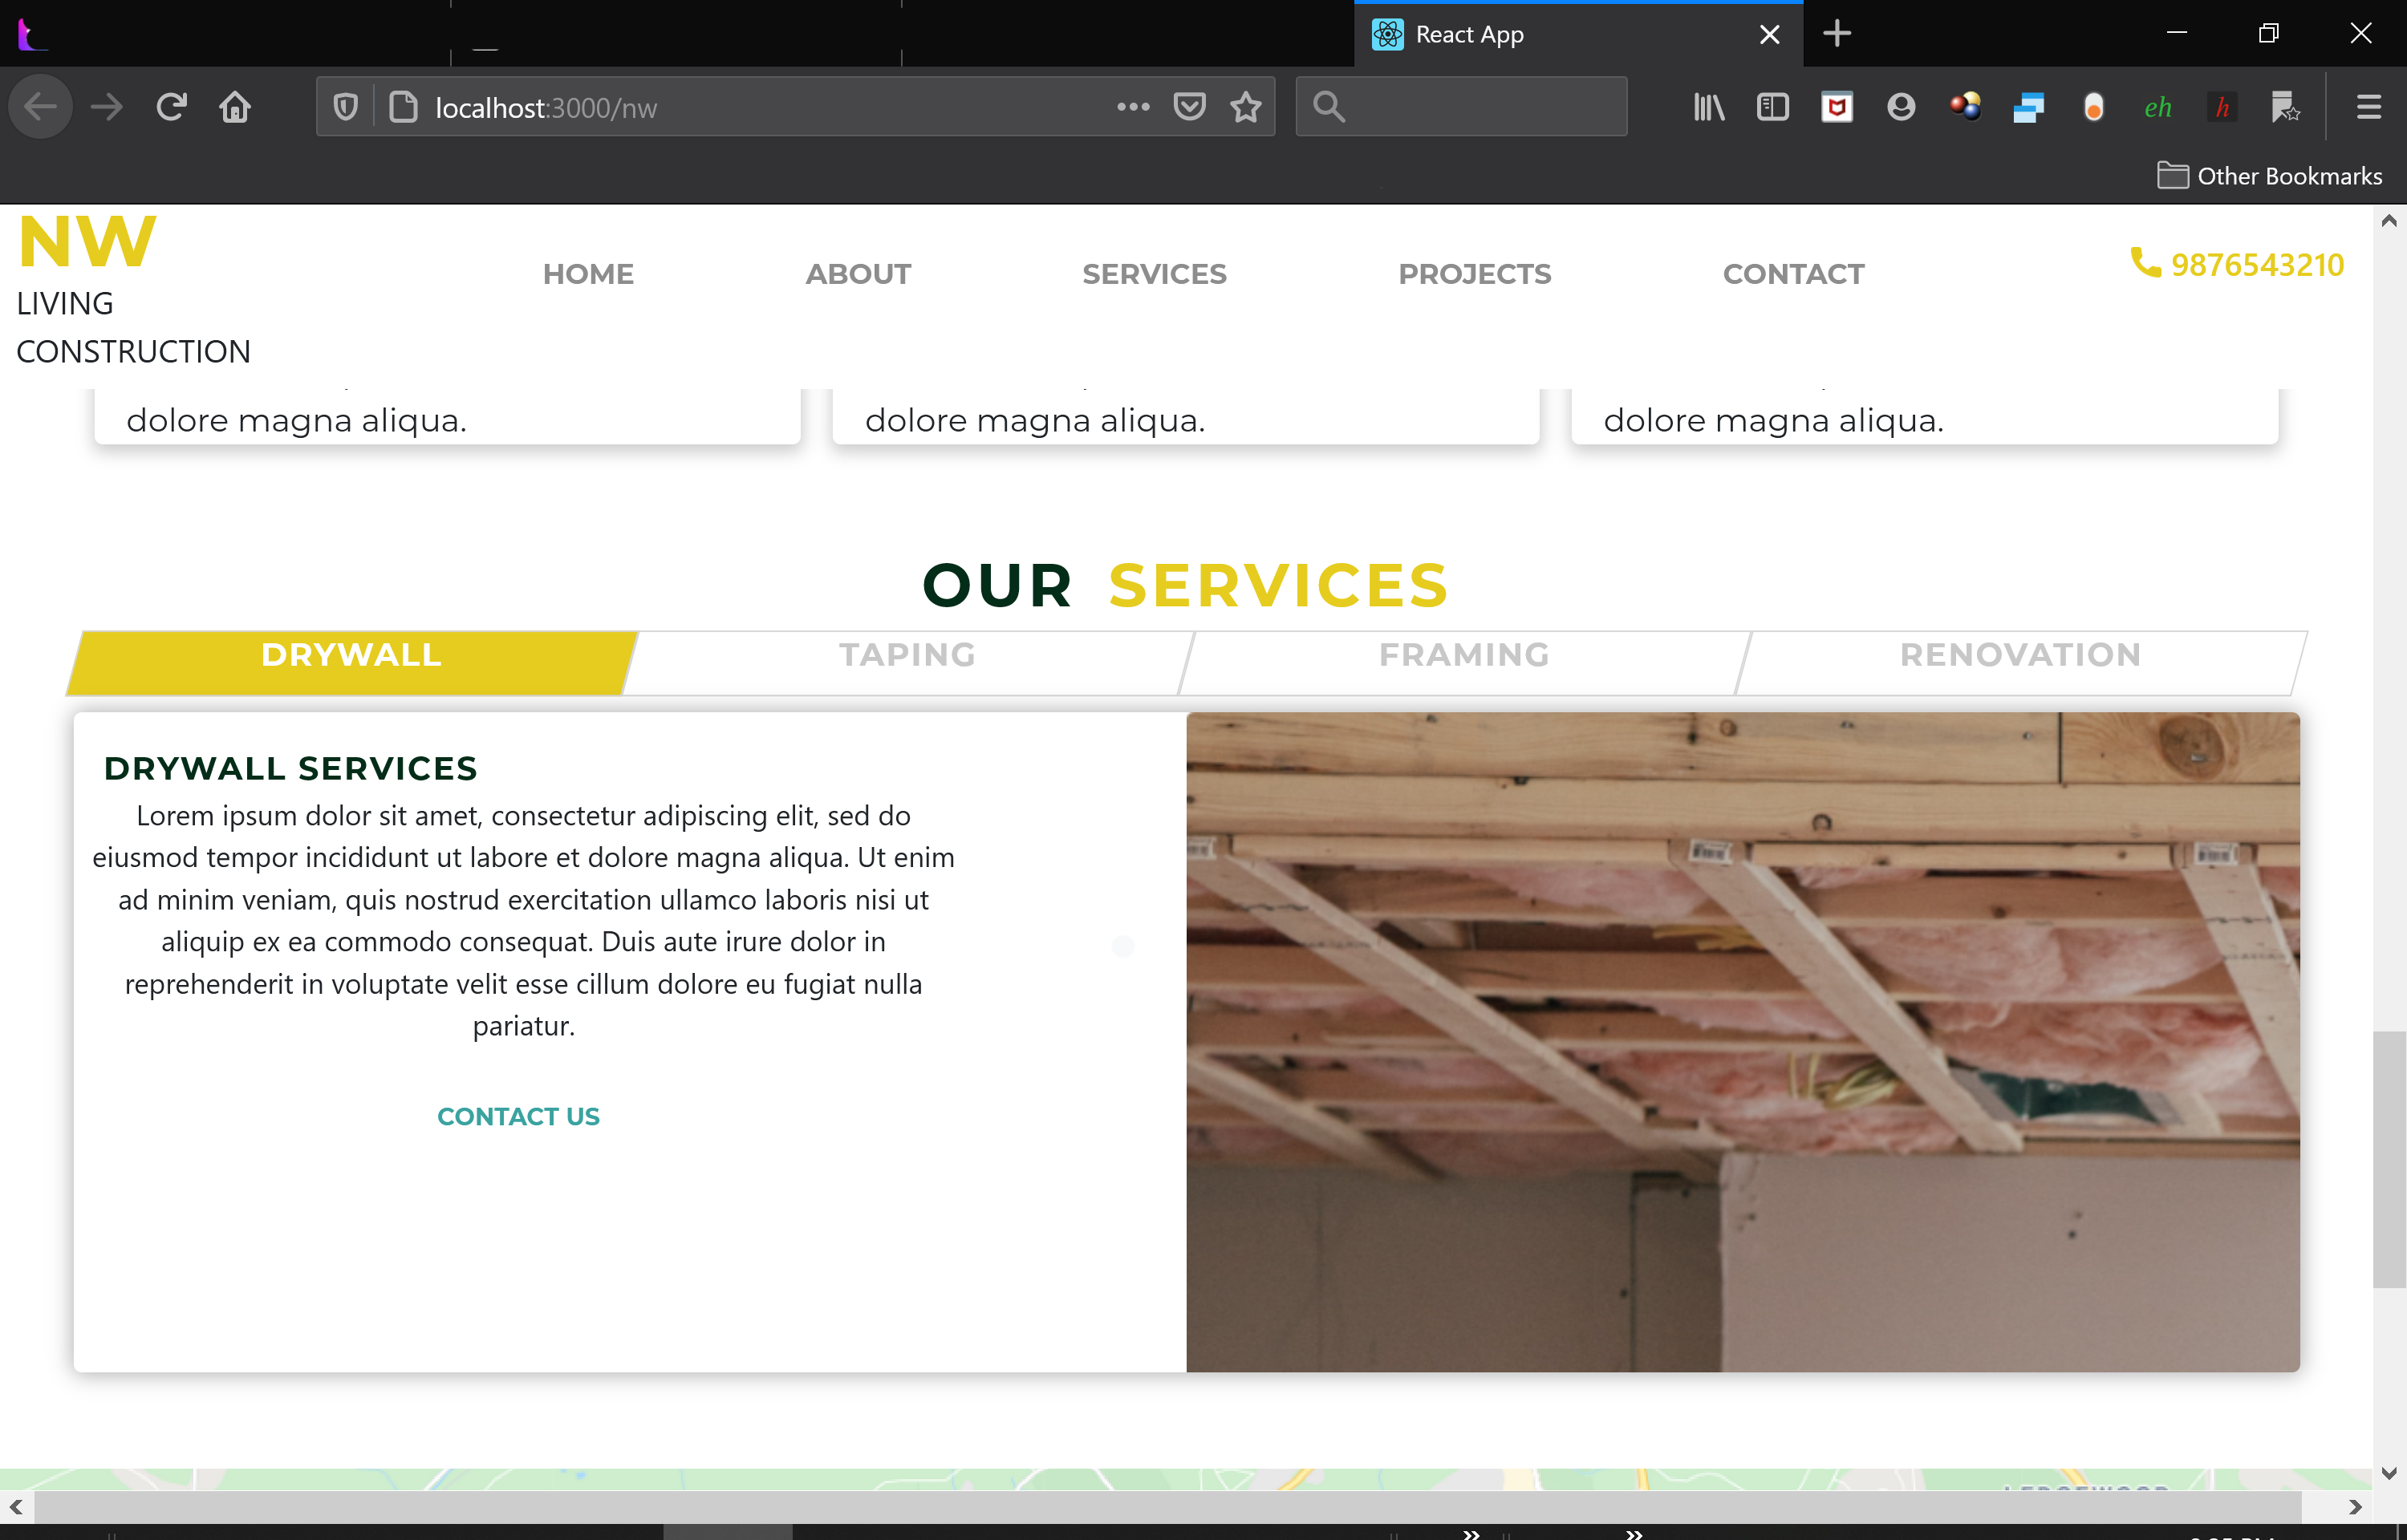 React App
localhost:3000/nw
eh
h
Other Bookmarks
NW
LIVING
CONSTRUCTION
HOME
ABOUT
SERVICES
PROJECTS
CONTACT
9876543210
dolore magna aliqua.
dolore magna aliqua.
dolore magna aliqua.
OUR SERVICES
DRYWALL
TAPING
FRAMING
RENOVATION
DRYWALL SERVICES
Lorem ipsum dolor sit amet, consectetur adipiscing elit, sed do
eiusmod tempor incididunt ut labore et dolore magna aliqua. Ut enim
ad minim veniam, quis nostrud exercitation ullamco laboris nisi ut
aliquip ex ea commodo consequat. Duis aute irure dolor in
reprehenderit in voluptate velit esse cillum dolore eu fugiat nulla
pariatur.
CONTACT US